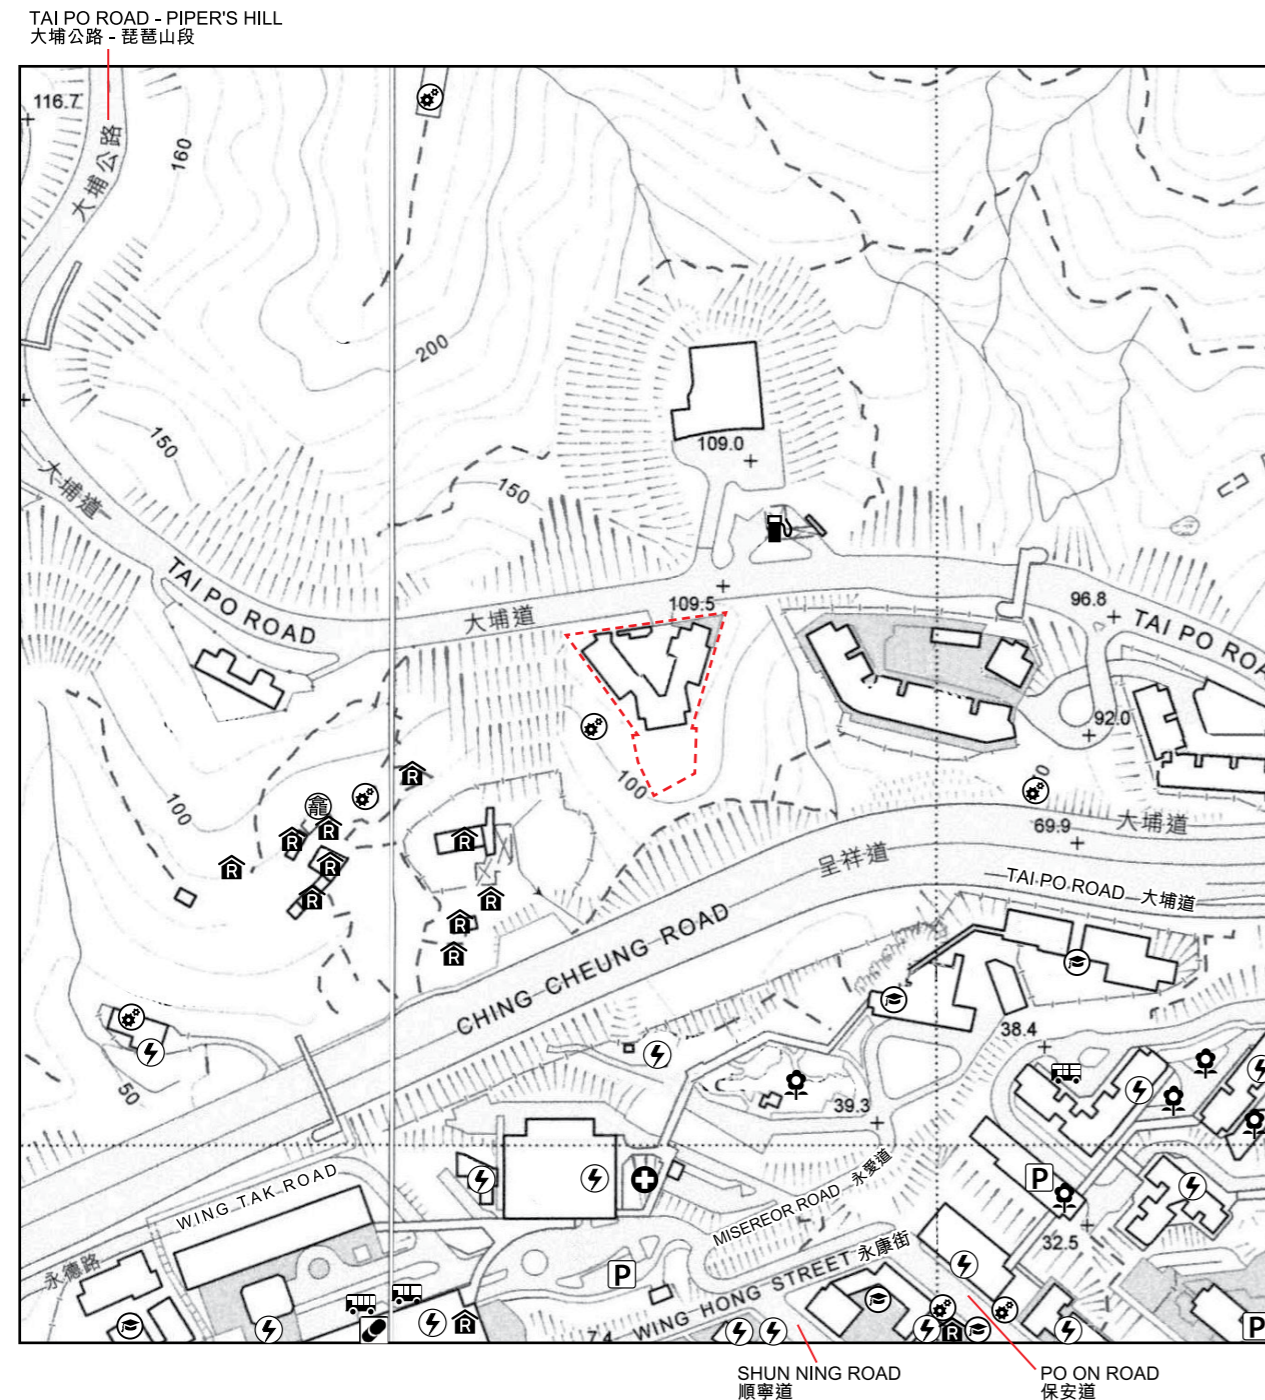 TAI PO ROAD - PIPER'S HILL
大埔公路 - 琵琶山段
116.7
大埔公路
160
200
150
109.0
大埔道
150
TAI PO ROAD
大埔道
109.5
96.8
TAI PO
92.0
100
100
龕
R
R
R
R
R
R
R
R
R
R
69.9
大埔道
呈祥道
TAI PO ROAD 大埔道
CHING CHEUNG ROAD
38.4
50
39.3
WING TAK ROAD
永德路
MISEREOR ROAD 永愛道
P
32.5
WING HONG STREET 永康街
P
R
R
P
7.4
SHUN NING ROAD
順寧道
PO ON ROAD
保安道